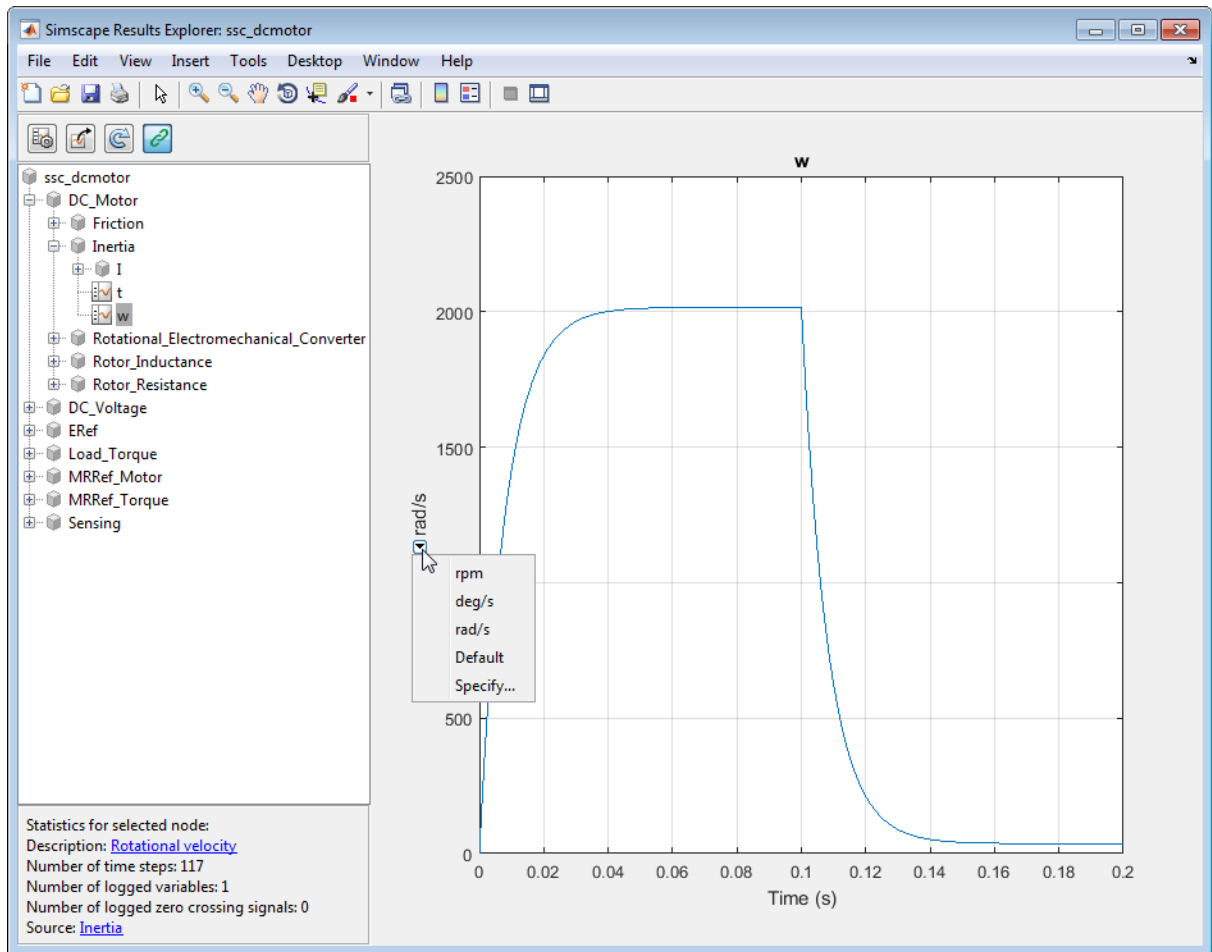 Simscape Results Explorer: ssc_dcmotor
File Edit View Insert Tools Desktop Window Help
ssc_dcmotor
DC_Motor
Friction
Inertia
I
t
w
Rotational_Electromechanical_Converter
Rotor_Inductance
Rotor_Resistance
DC_Voltage
ERef
Load_Torque
MRRef_Motor
MRRef_Torque
Sensing
Statistics for selected node:
Description: Rotational velocity
Number of time steps: 117
Number of logged variables: 1
Number of logged zero crossing signals: 0
Source: Inertia
w
2500
2000
1500
500
0
rad/s
rpm
deg/s
rad/s
Default
Specify...
0 0.02 0.04 0.06 0.08 0.1 0.12 0.14 0.16 0.18 0.2
Time (s)